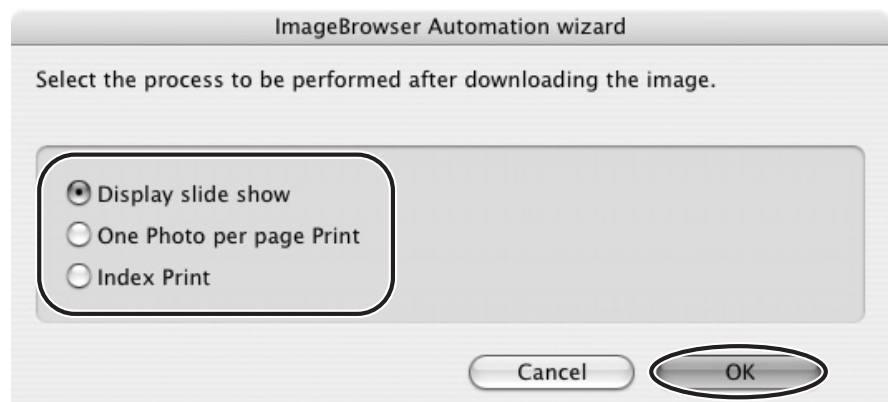 ImageBrowser Automation wizard
Select the process to be performed after downloading the image.
Display slide show
One Photo per page Print
Index Print
Cancel OK